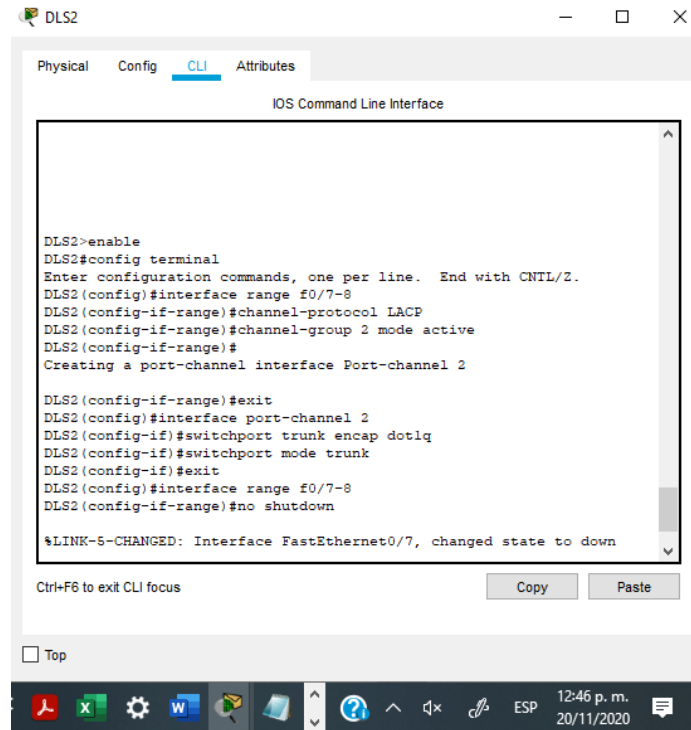 DLS2
Physical Config CLI Attributes
IOS Command Line Interface
DLS2>enable
DLS2#config terminal
Enter configuration commands, one per line.  End with CNTL/Z.
DLS2(config)#interface range f0/7-8
DLS2(config-if-range)#channel-protocol LACP
DLS2(config-if-range)#channel-group 2 mode active
DLS2(config-if-range)#
Creating a port-channel interface Port-channel 2
DLS2(config-if-range)#exit
DLS2(config)#interface port-channel 2
DLS2(config-if)#switchport trunk encap dot1q
DLS2(config-if)#switchport mode trunk
DLS2(config-if)#exit
DLS2(config)#interface range f0/7-8
DLS2(config-if-range)#no shutdown
%LINK-5-CHANGED: Interface FastEthernet0/7, changed state to down
Ctrl+F6 to exit CLI focus Copy Paste
Top
ESP 12:46 p. m.
20/11/2020